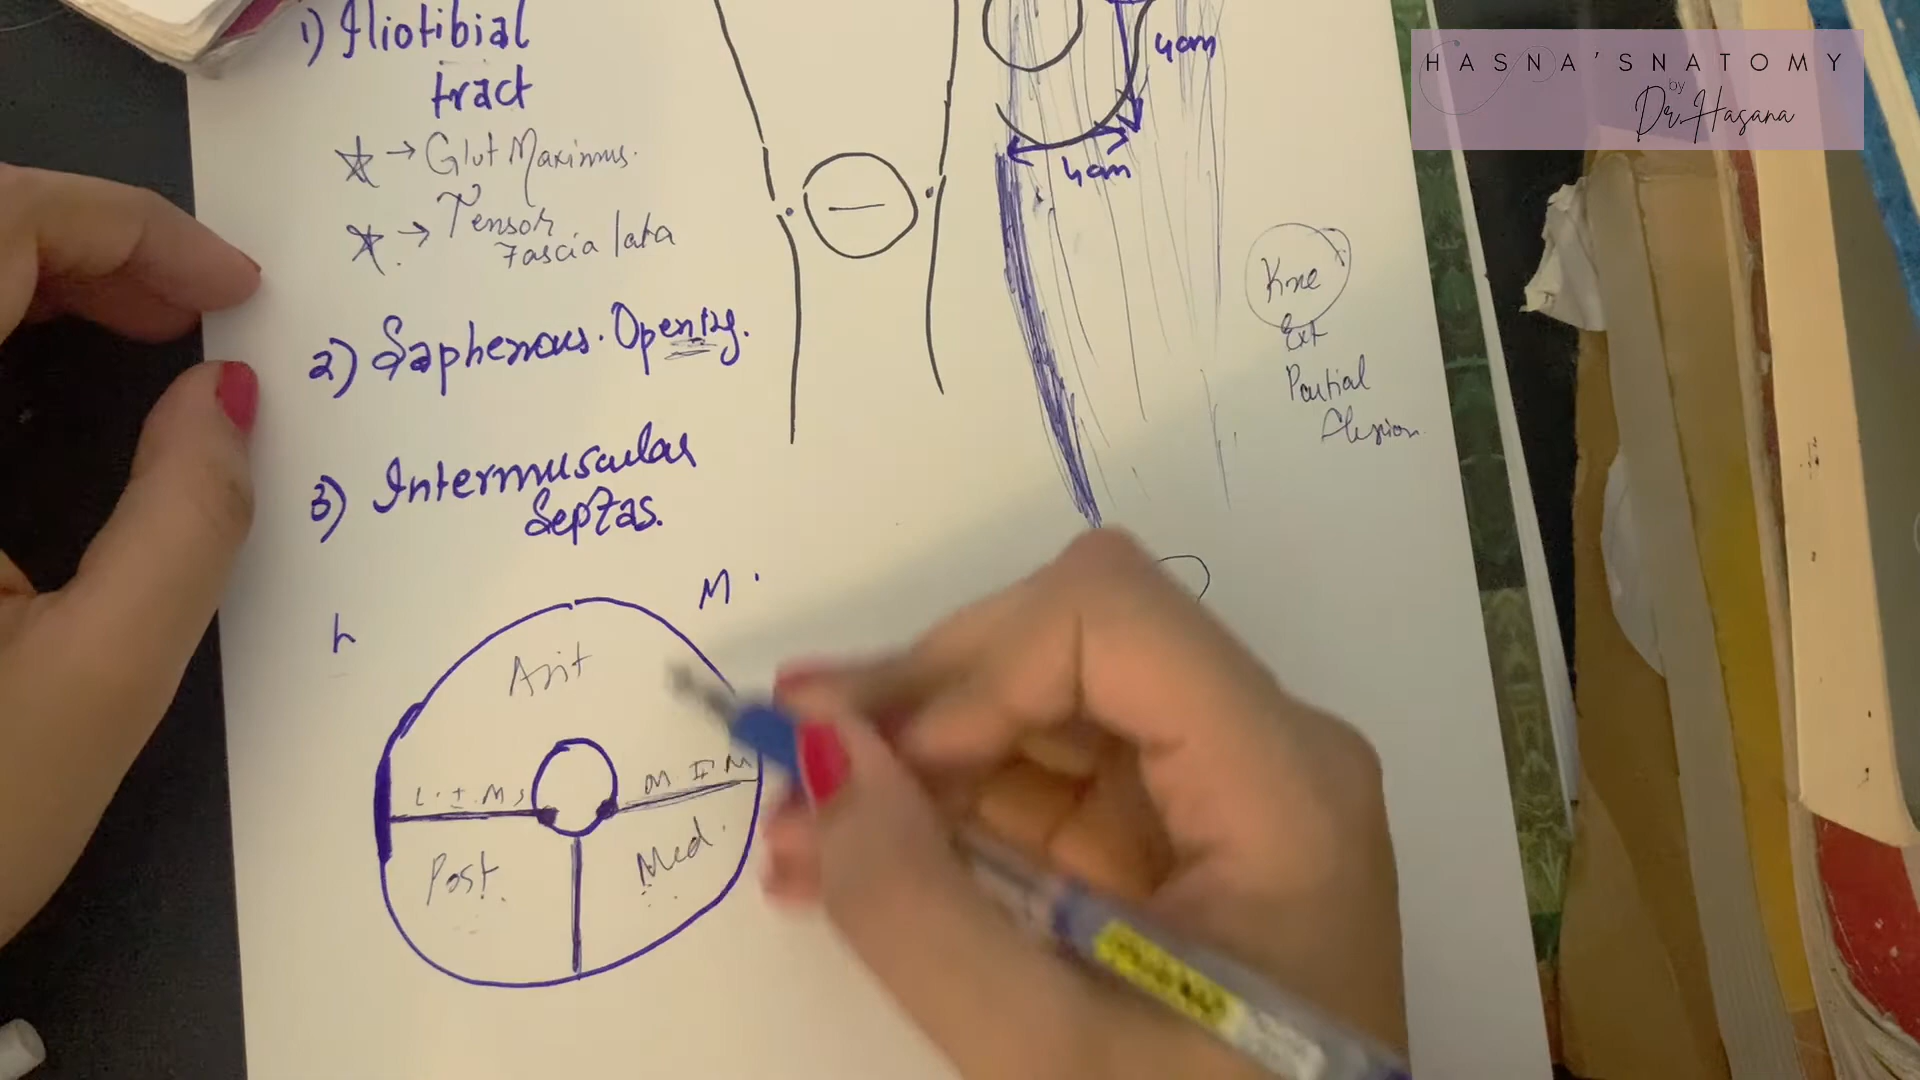 1) Iliotibial
tract
→ Glut Maximus.
→ Tensor
Fascia lata
2) Saphenous. Opening.
3) Intermuscular
Septas.
4cm
4cm
Knee
Ext
Partial
flexion
HASNA'SNATOMY
by
Dr.Hasana
L
M.
Ant
L. I. M S
M. I M
Post.
Med.